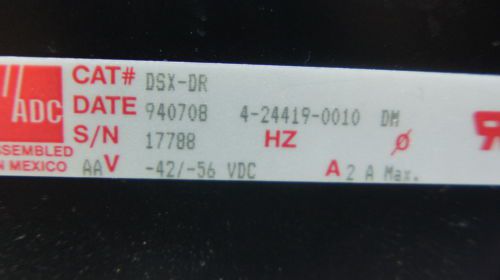 ADC
CAT# DSX-DR
DATE 940708 4-24419-0010 DM
S/N 17788 HZ Ø
SSEMBLED
N MEXICO AA V -42/-56 VDC A 2 A Max.